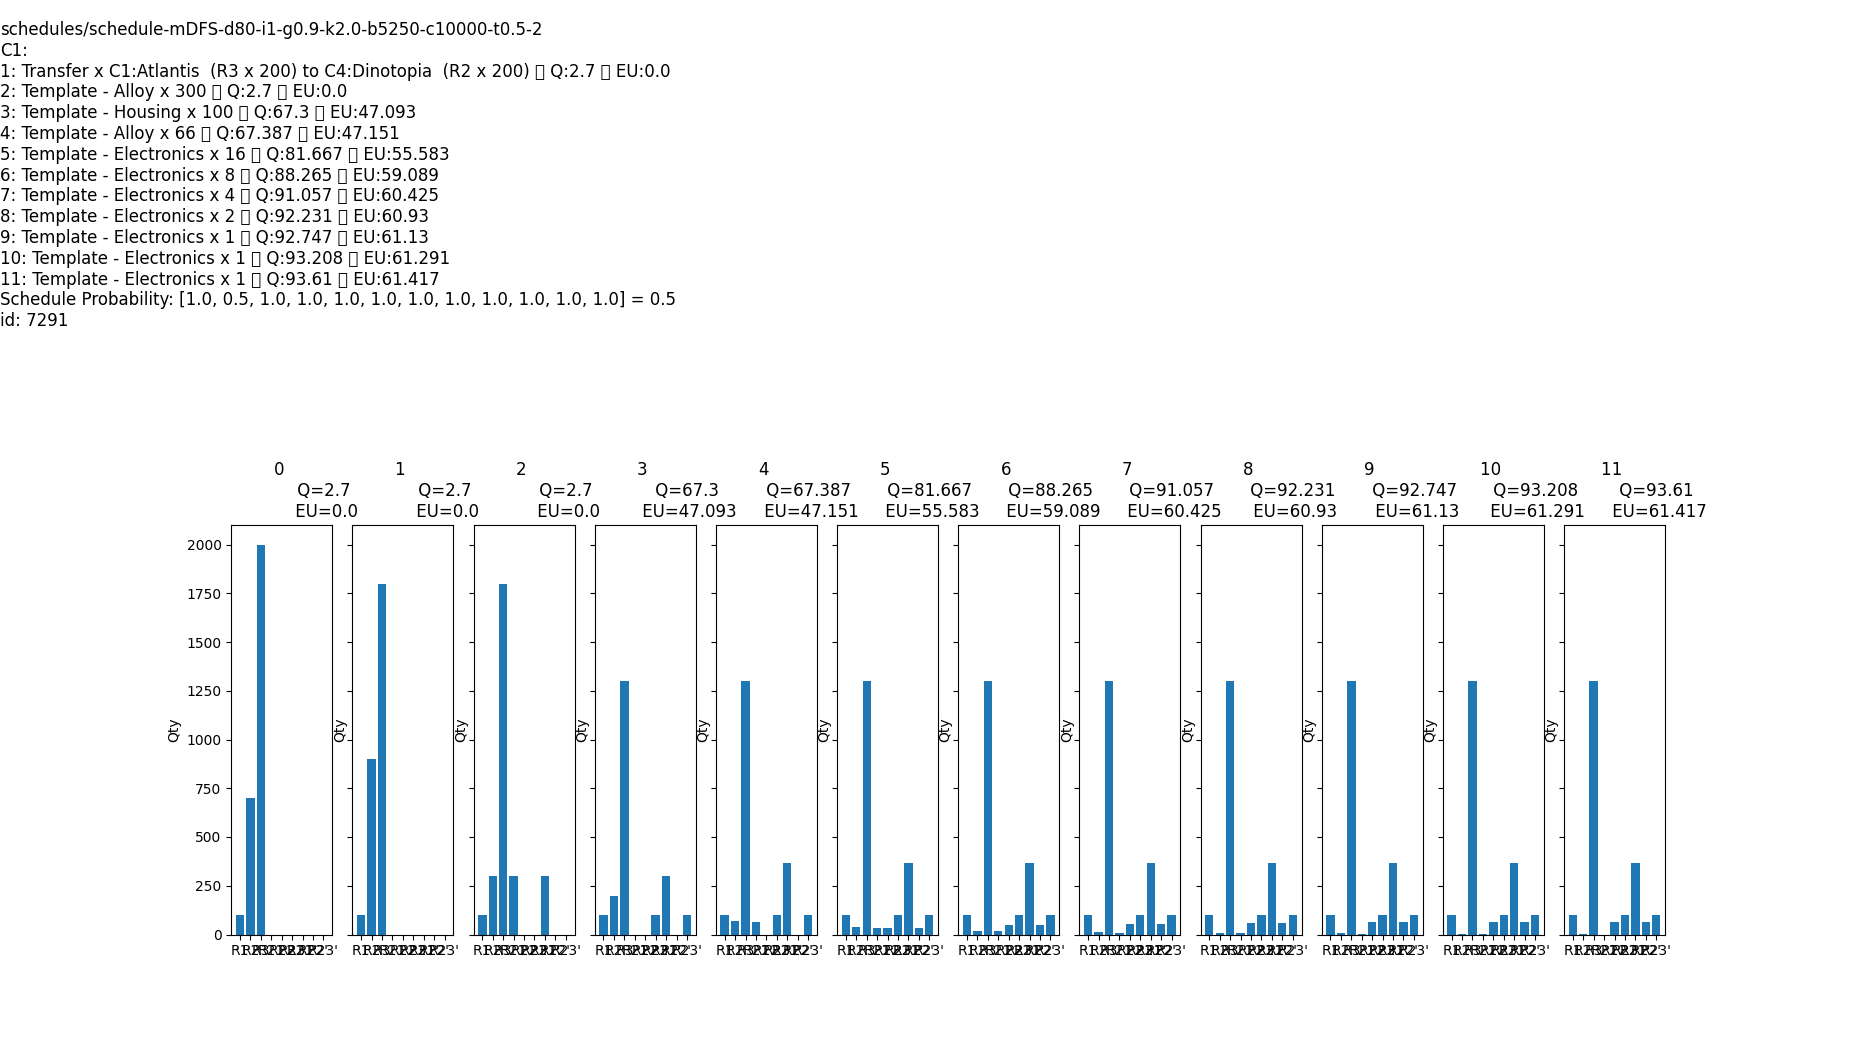 schedules/schedule-mDFS-d80-i1-g0.9-k2.0-b5250-c10000-t0.5-2
C1:
1: Transfer x C1:Atlantis  (R3 x 200) to C4:Dinotopia  (R2 x 200) ▯ Q:2.7 ▯ EU:0.0
2: Template - Alloy x 300 ▯ Q:2.7 ▯ EU:0.0
3: Template - Housing x 100 ▯ Q:67.3 ▯ EU:47.093
4: Template - Alloy x 66 ▯ Q:67.387 ▯ EU:47.151
5: Template - Electronics x 16 ▯ Q:81.667 ▯ EU:55.583
6: Template - Electronics x 8 ▯ Q:88.265 ▯ EU:59.089
7: Template - Electronics x 4 ▯ Q:91.057 ▯ EU:60.425
8: Template - Electronics x 2 ▯ Q:92.231 ▯ EU:60.93
9: Template - Electronics x 1 ▯ Q:92.747 ▯ EU:61.13
10: Template - Electronics x 1 ▯ Q:93.208 ▯ EU:61.291
11: Template - Electronics x 1 ▯ Q:93.61 ▯ EU:61.417
Schedule Probability: [1.0, 0.5, 1.0, 1.0, 1.0, 1.0, 1.0, 1.0, 1.0, 1.0, 1.0, 1.0] = 0.5
id: 7291
0 1 2 3 4 5 6 7 8 9 10 11
Q=2.7 Q=2.7 Q=2.7 Q=67.3 Q=67.387 Q=81.667 Q=88.265 Q=91.057 Q=92.231 Q=92.747 Q=93.208 Q=93.61
EU=0.0 EU=0.0 EU=0.0 EU=47.093 EU=47.151 EU=55.583 EU=59.089 EU=60.425 EU=60.93 EU=61.13 EU=61.291 EU=61.417
2000
1750
1500
1250
1000
750
500
250
0
Qty Qty Qty Qty Qty Qty Qty Qty Qty Qty Qty Qty